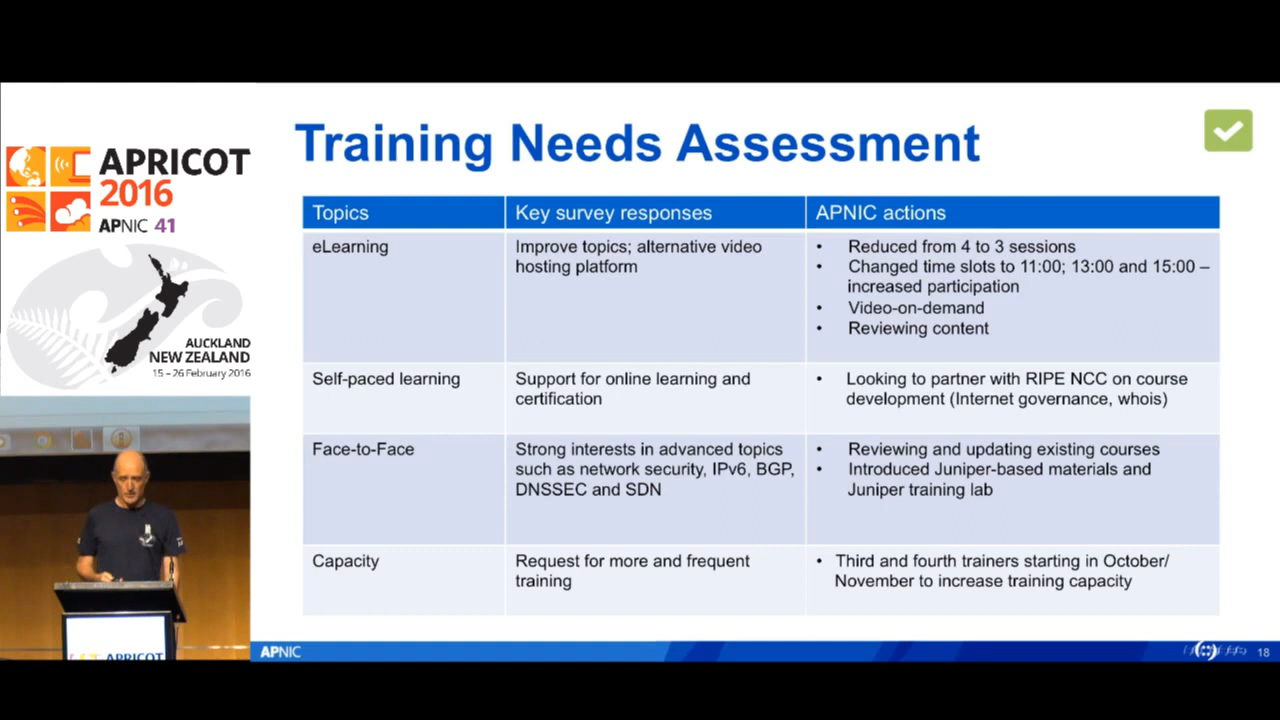 Training Needs Assessment
APRICOT
2016
APNIC 41
AUCKLAND
NEW ZEALAND
15 – 26 February 2016
Topics
Key survey responses
APNIC actions
eLearning
Improve topics; alternative video
hosting platform
• Reduced from 4 to 3 sessions
• Changed time slots to 11:00; 13:00 and 15:00 –
increased participation
• Video-on-demand
• Reviewing content
Self-paced learning
Support for online learning and
certification
• Looking to partner with RIPE NCC on course
development (Internet governance, whois)
Face-to-Face
Strong interests in advanced topics
such as network security, IPv6, BGP,
DNSSEC and SDN
• Reviewing and updating existing courses
• Introduced Juniper-based materials and
Juniper training lab
Capacity
Request for more and frequent
training
• Third and fourth trainers starting in October/
November to increase training capacity
APRICOT
APNIC
18